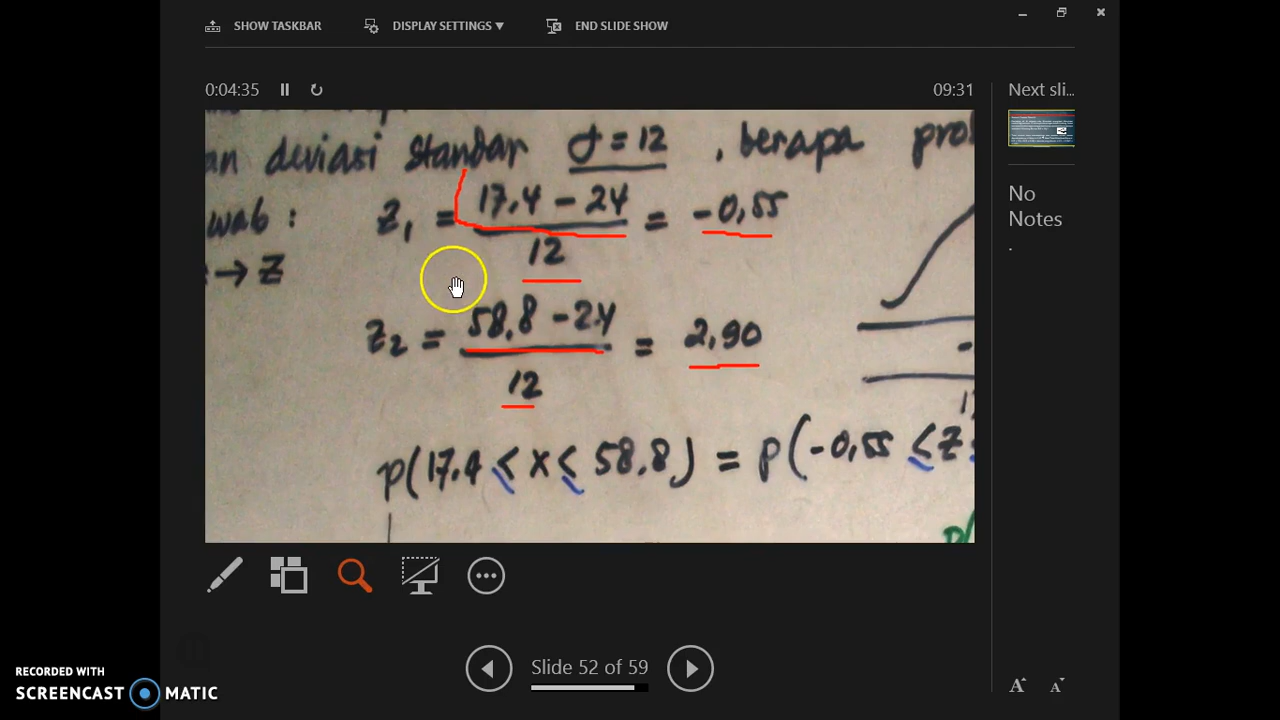 SHOW TASKBAR DISPLAY SETTINGS ▼ END SLIDE SHOW
0:04:35 09:31 Next sli...
an deviasi standar σ = 12 , berapa pro
wab : Z₁ = 17,4 - 24 / 12 = -0,55
→ Z
Z₂ = 58,8 - 24 / 12 = 2,90
p(17.4 ≤ x ≤ 58.8) = p(-0,55 ≤ Z
No
Notes
.
Slide 52 of 59
RECORDED WITH
SCREENCAST MATIC
A A